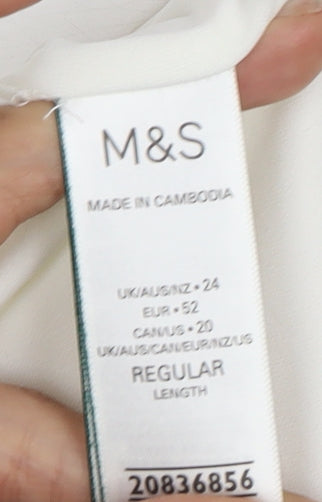 M&S
MADE IN CAMBODIA
UK/AUS/NZ • 24
EUR • 52
CAN/US • 20
UK/AUS/CAN/EUR/NZ/US
REGULAR
LENGTH
20836856